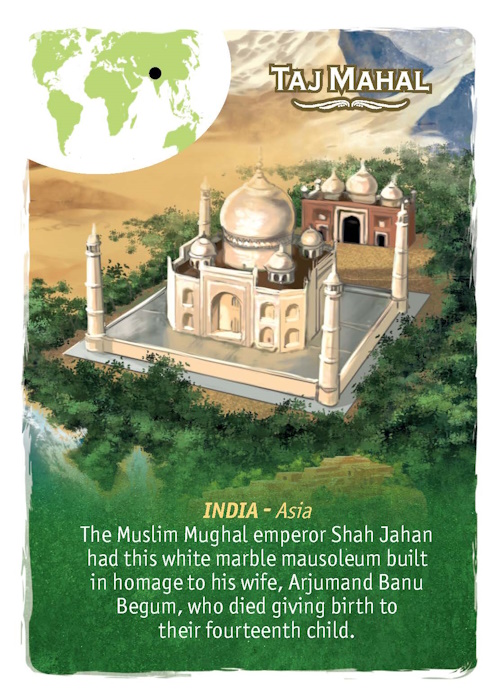 TAJ MAHAL
INDIA - Asia
The Muslim Mughal emperor Shah Jahan
had this white marble mausoleum built
in homage to his wife, Arjumand Banu
Begum, who died giving birth to
their fourteenth child.